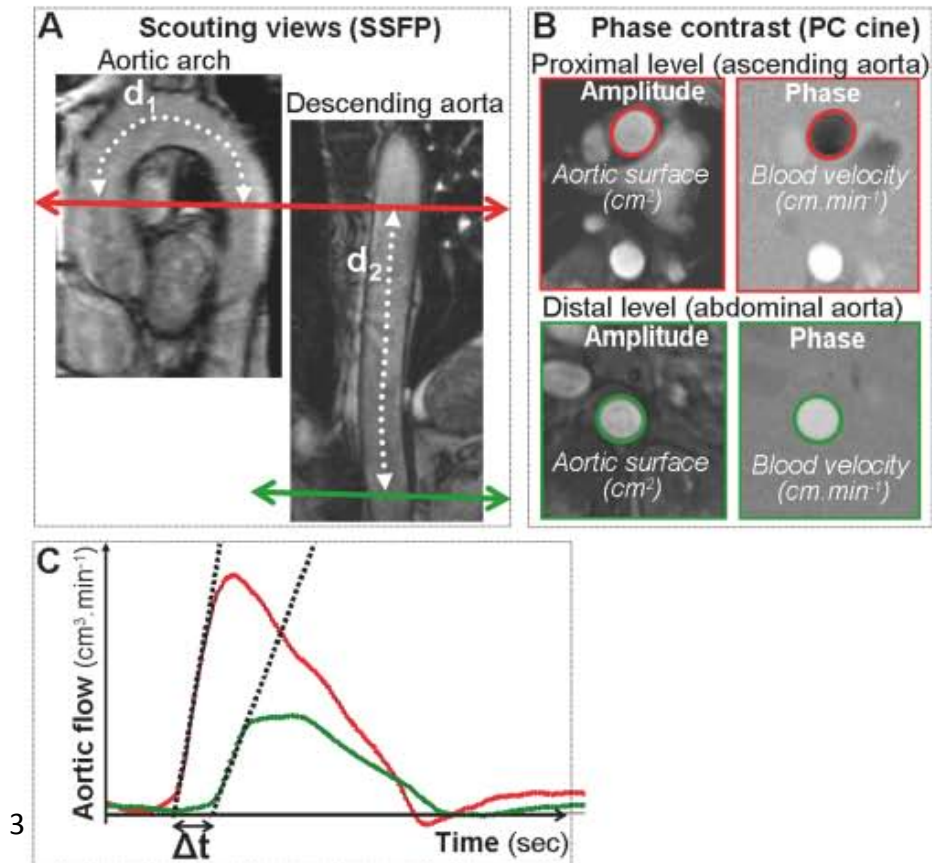 A Scouting views (SSFP)
Aortic arch
d₁
Descending aorta
d₂
B Phase contrast (PC cine)
Proximal level (ascending aorta)
Amplitude
Aortic surface
(cm²)
Phase
Blood velocity
(cm.min⁻¹)
Distal level (abdominal aorta)
Amplitude
Aortic surface
(cm²)
Phase
Blood velocity
(cm.min⁻¹)
C
Aortic flow (cm³.min⁻¹)
Δt
Time (sec)
3